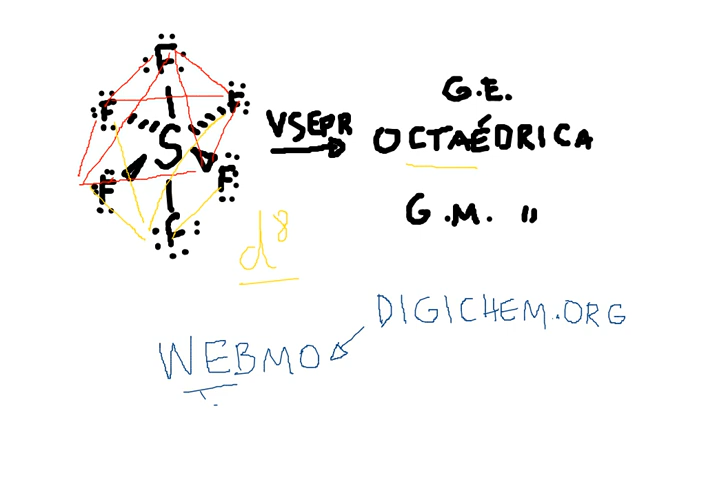 F
F F
S
F F
F
VSEPR
G.E.
OCTAÉDRICA
G.M. "
d8
DIGICHEM.ORG
WEBMO